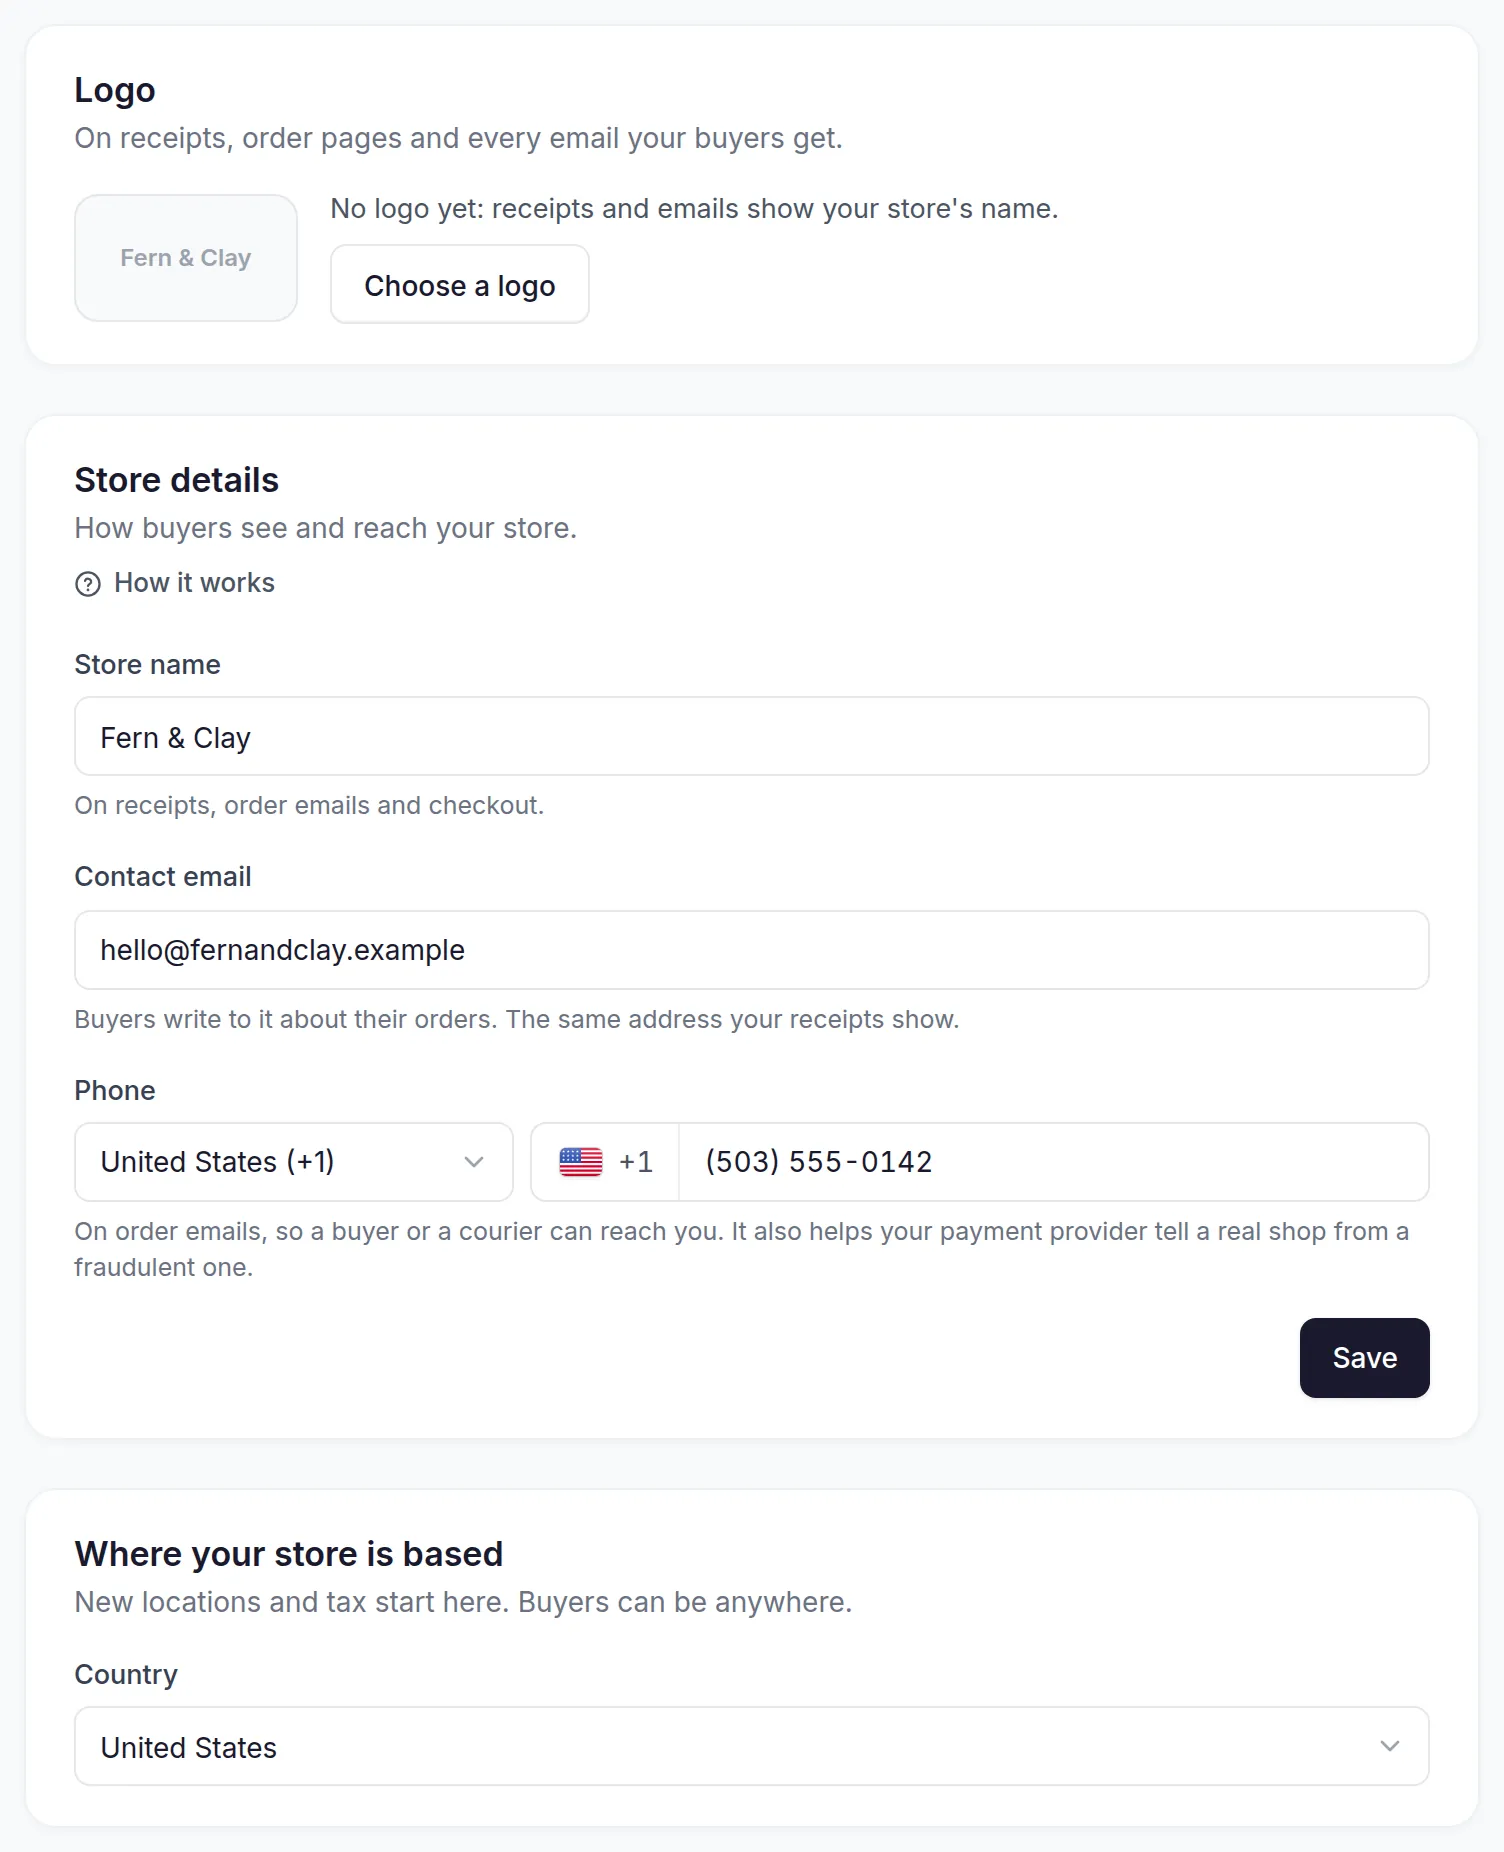 Logo
On receipts, order pages and every email your buyers get.
Fern & Clay
No logo yet: receipts and emails show your store's name.
Choose a logo
Store details
How buyers see and reach your store.
How it works
Store name
Fern & Clay
On receipts, order emails and checkout.
Contact email
hello@fernandclay.example
Buyers write to it about their orders. The same address your receipts show.
Phone
United States (+1)
+1
(503) 555-0142
On order emails, so a buyer or a courier can reach you. It also helps your payment provider tell a real shop from a
fraudulent one.
Save
Where your store is based
New locations and tax start here. Buyers can be anywhere.
Country
United States